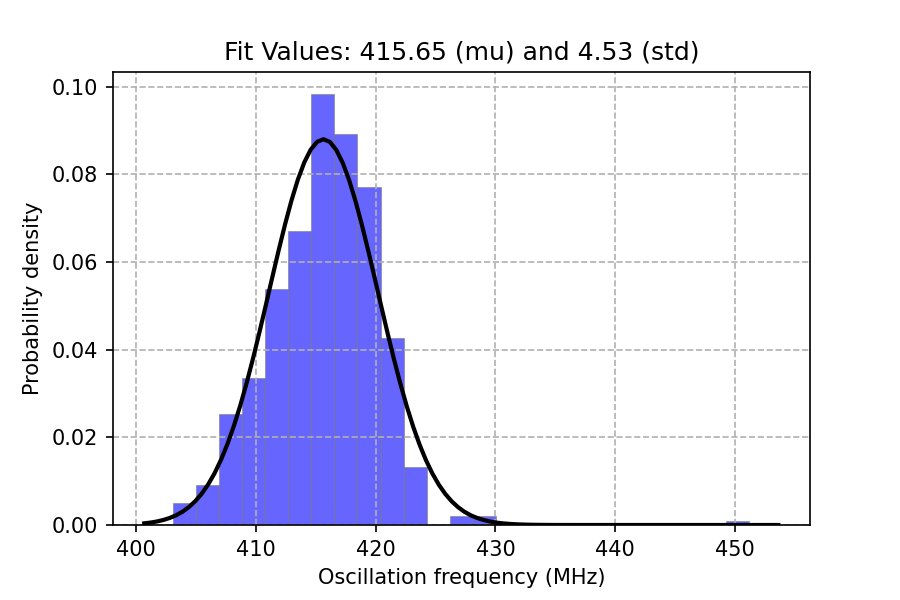 Fit Values: 415.65 (mu) and 4.53 (std)
Probability density
0.10
0.08
0.06
0.04
0.02
0.00
400 410 420 430 440 450
Oscillation frequency (MHz)